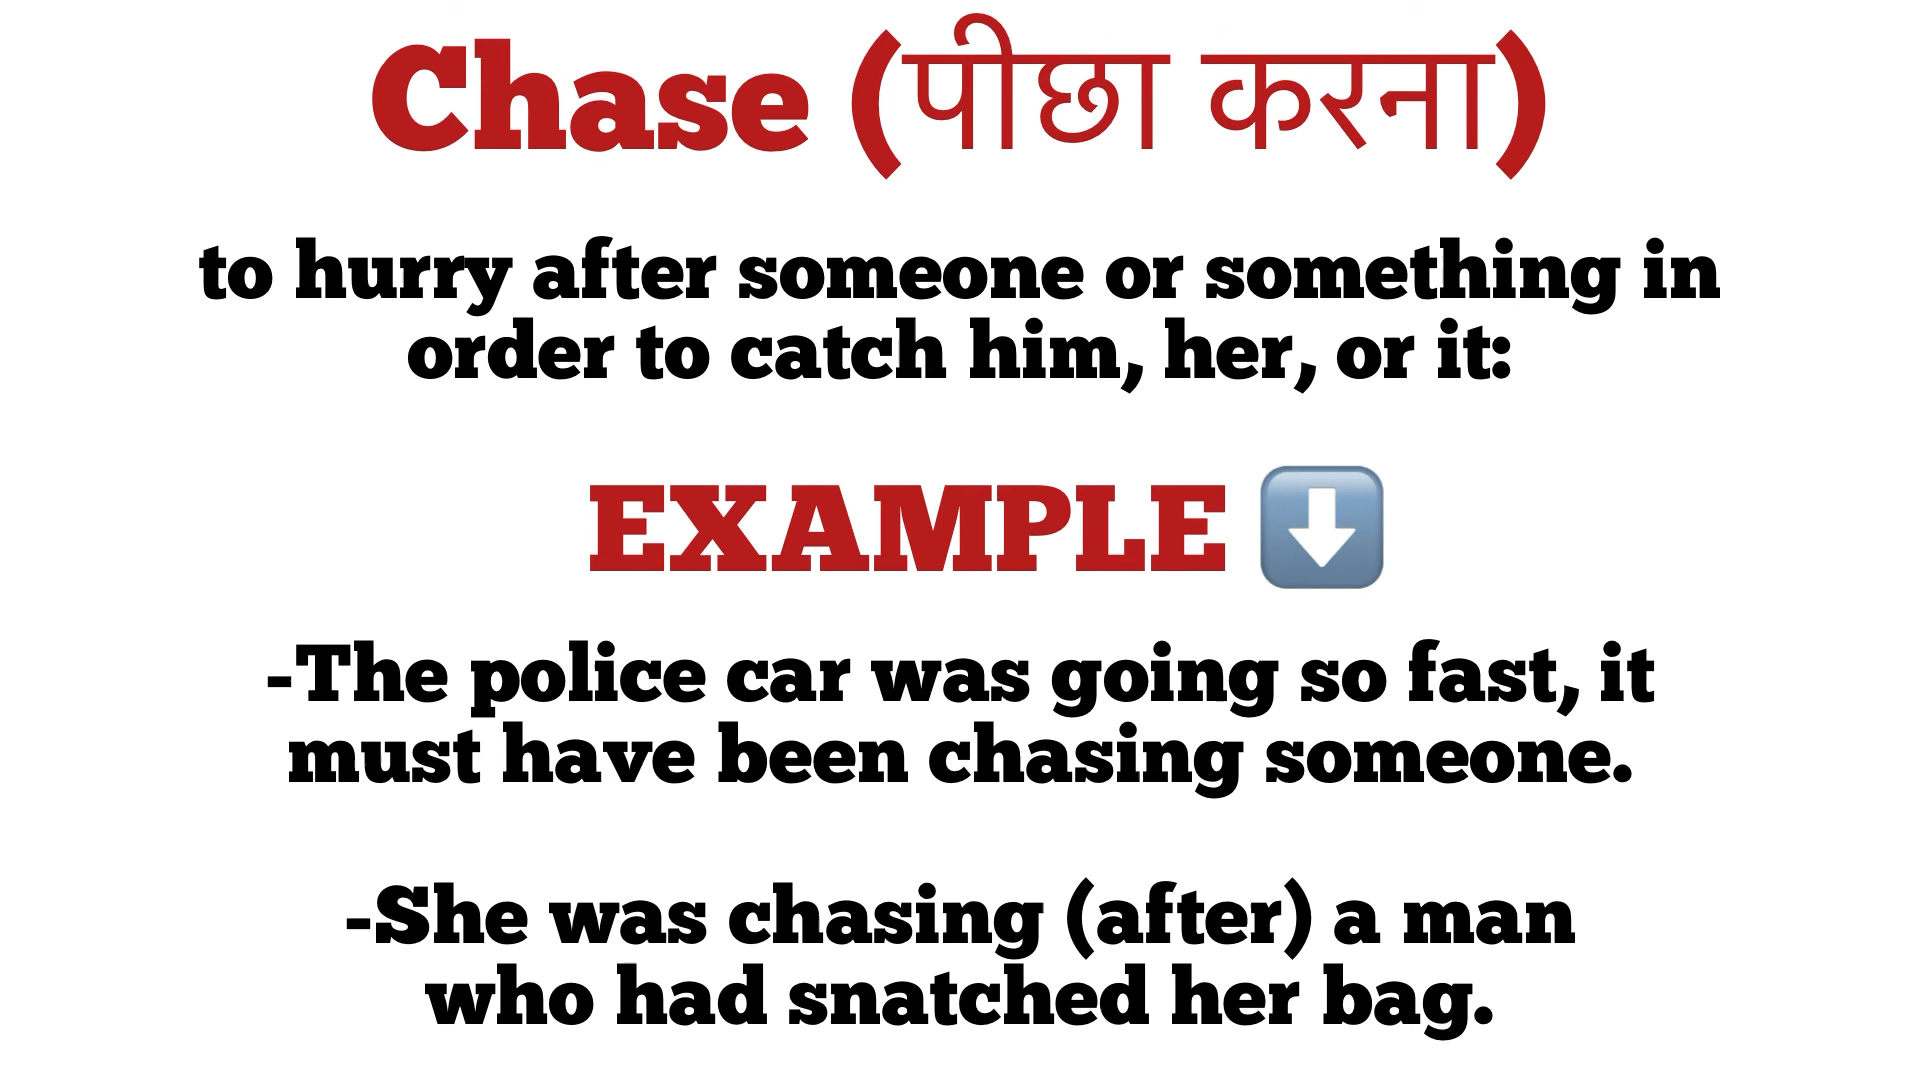 Chase (पीछा करना)
to hurry after someone or something in
order to catch him, her, or it:
EXAMPLE ⬇️
-The police car was going so fast, it
must have been chasing someone.
-She was chasing (after) a man
who had snatched her bag.